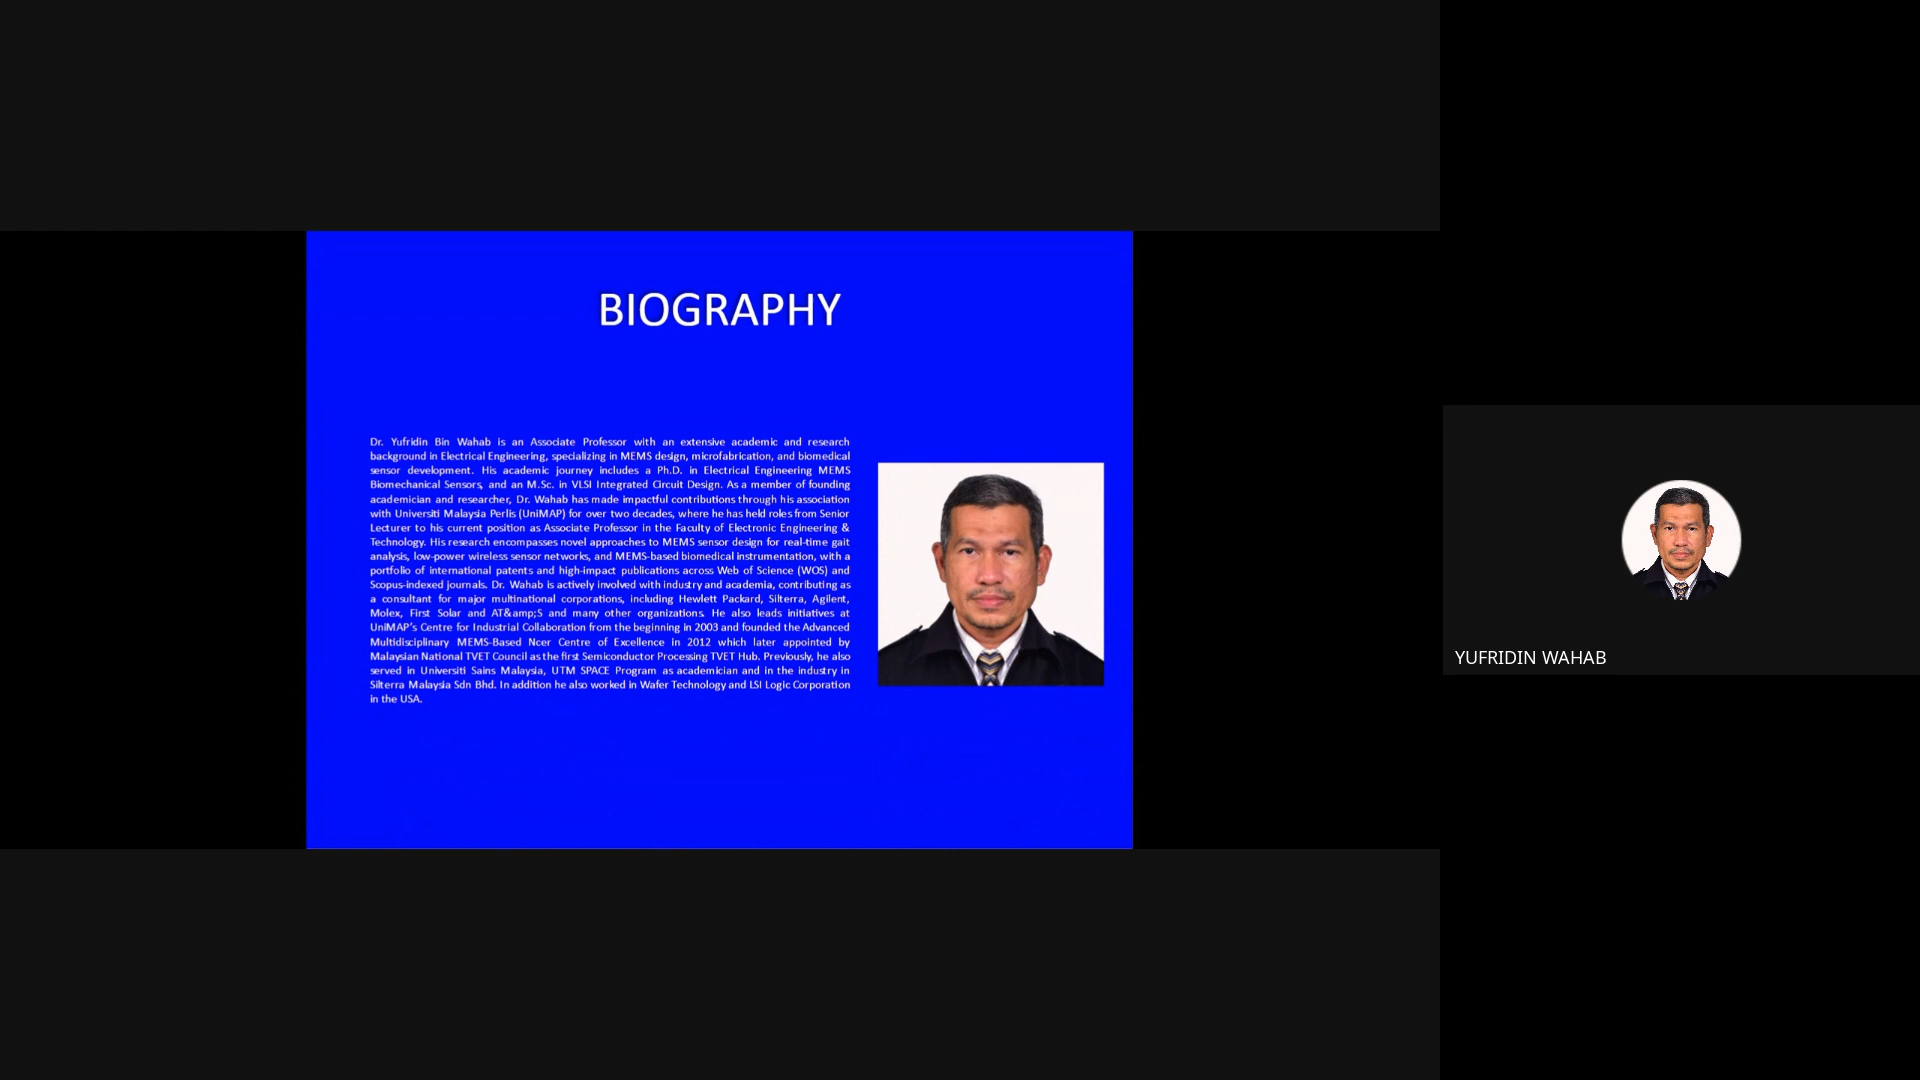 BIOGRAPHY
Dr. Yufridin Bin Wahab is an Associate Professor with an extensive academic and research
background in Electrical Engineering, specializing in MEMS design, microfabrication, and biomedical
sensor development. His academic journey includes a Ph.D. in Electrical Engineering MEMS
Biomechanical Sensors, and an M.Sc. in VLSI Integrated Circuit Design. As a member of founding
academician and researcher, Dr. Wahab has made impactful contributions through his association
with Universiti Malaysia Perlis (UniMAP) for over two decades, where he has held roles from Senior
Lecturer to his current position as Associate Professor in the Faculty of Electronic Engineering &
Technology. His research encompasses novel approaches to MEMS sensor design for real-time gait
analysis, low-power wireless sensor networks, and MEMS-based biomedical instrumentation, with a
portfolio of international patents and high-impact publications across Web of Science (WOS) and
Scopus-indexed journals. Dr. Wahab is actively involved with industry and academia, contributing as
a consultant for major multinational corporations, including Hewlett Packard, Silterra, Agilent,
Molex, First Solar and AT&amp;S and many other organizations. He also leads initiatives at
UniMAP's Centre for Industrial Collaboration from the beginning in 2003 and founded the Advanced
Multidisciplinary MEMS-Based Ncer Centre of Excellence in 2012 which later appointed by
Malaysian National TVET Council as the first Semiconductor Processing TVET Hub. Previously, he also
served in Universiti Sains Malaysia, UTM SPACE Program as academician and in the industry in
Silterra Malaysia Sdn Bhd. In addition he also worked in Wafer Technology and LSI Logic Corporation
in the USA.
YUFRIDIN WAHAB